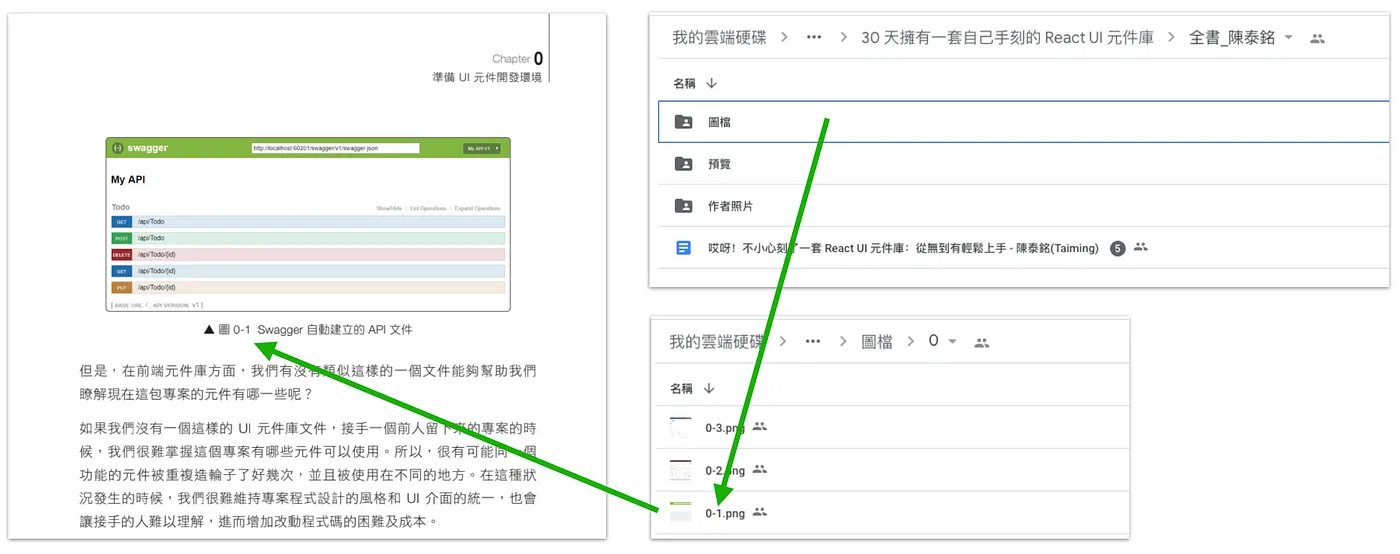 Chapter 0
準備 UI 元件開發環境
swagger
http://localhost:60201/swagger/v1/swagger.json
My API V1
My API
Todo
Show/Hide | List Operations | Expand Operations
GET /api/Todo
POST /api/Todo
DELETE /api/Todo/{id}
GET /api/Todo/{id}
PUT /api/Todo/{id}
[ BASE URL: / , API VERSION: v1 ]
▲ 圖 0-1 Swagger 自動建立的 API 文件
但是，在前端元件庫方面，我們有沒有類似這樣的一個文件能夠幫助我們
瞭解現在這包專案的元件有哪一些呢？
如果我們沒有一個這樣的 UI 元件庫文件，接手一個前人留下來的專案的時
候，我們很難掌握這個專案有哪些元件可以使用。所以，很有可能同一個
功能的元件被重複造輪子了好幾次，並且被使用在不同的地方。在這種狀
況發生的時候，我們很難維持專案程式設計的風格和 UI 介面的統一，也會
讓接手的人難以理解，進而增加改動程式碼的困難及成本。
我的雲端硬碟 > ••• > 30 天擁有一套自己手刻的 React UI 元件庫 > 全書_陳泰銘
名稱 ↓
圖檔
預覽
作者照片
哎呀！不小心刻了一套 React UI 元件庫：從無到有輕鬆上手 - 陳泰銘(Taiming) 5
我的雲端硬碟 > ••• > 圖檔 > 0
名稱 ↓
0-3.png
0-2.png
0-1.png